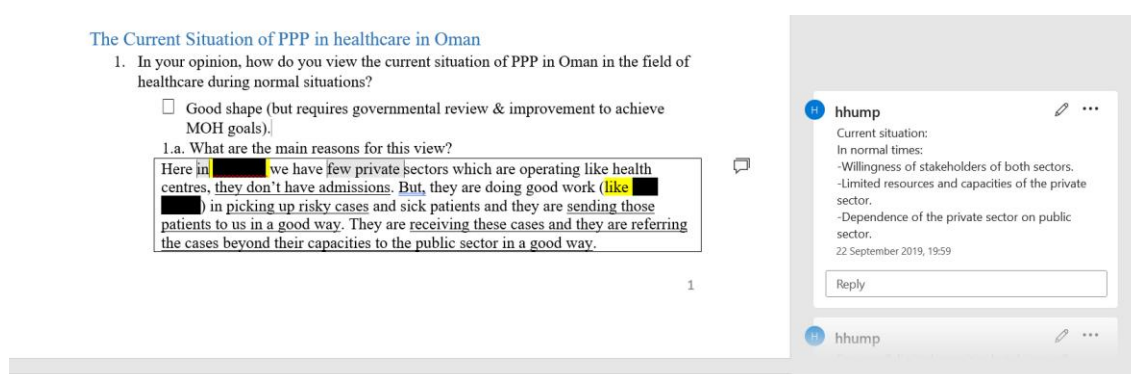 The Current Situation of PPP in healthcare in Oman
1. In your opinion, how do you view the current situation of PPP in Oman in the field of
healthcare during normal situations?
☐ Good shape (but requires governmental review & improvement to achieve
MOH goals).
1.a. What are the main reasons for this view?
Here in we have few private sectors which are operating like health
centres, they don't have admissions. But, they are doing good work (like
) in picking up risky cases and sick patients and they are sending those
patients to us in a good way. They are receiving these cases and they are referring
the cases beyond their capacities to the public sector in a good way.
1
H hhump
Current situation:
In normal times:
-Willingness of stakeholders of both sectors.
-Limited resources and capacities of the private
sector.
-Dependence of the private sector on public
sector.
22 September 2019, 19:59
Reply
H hhump